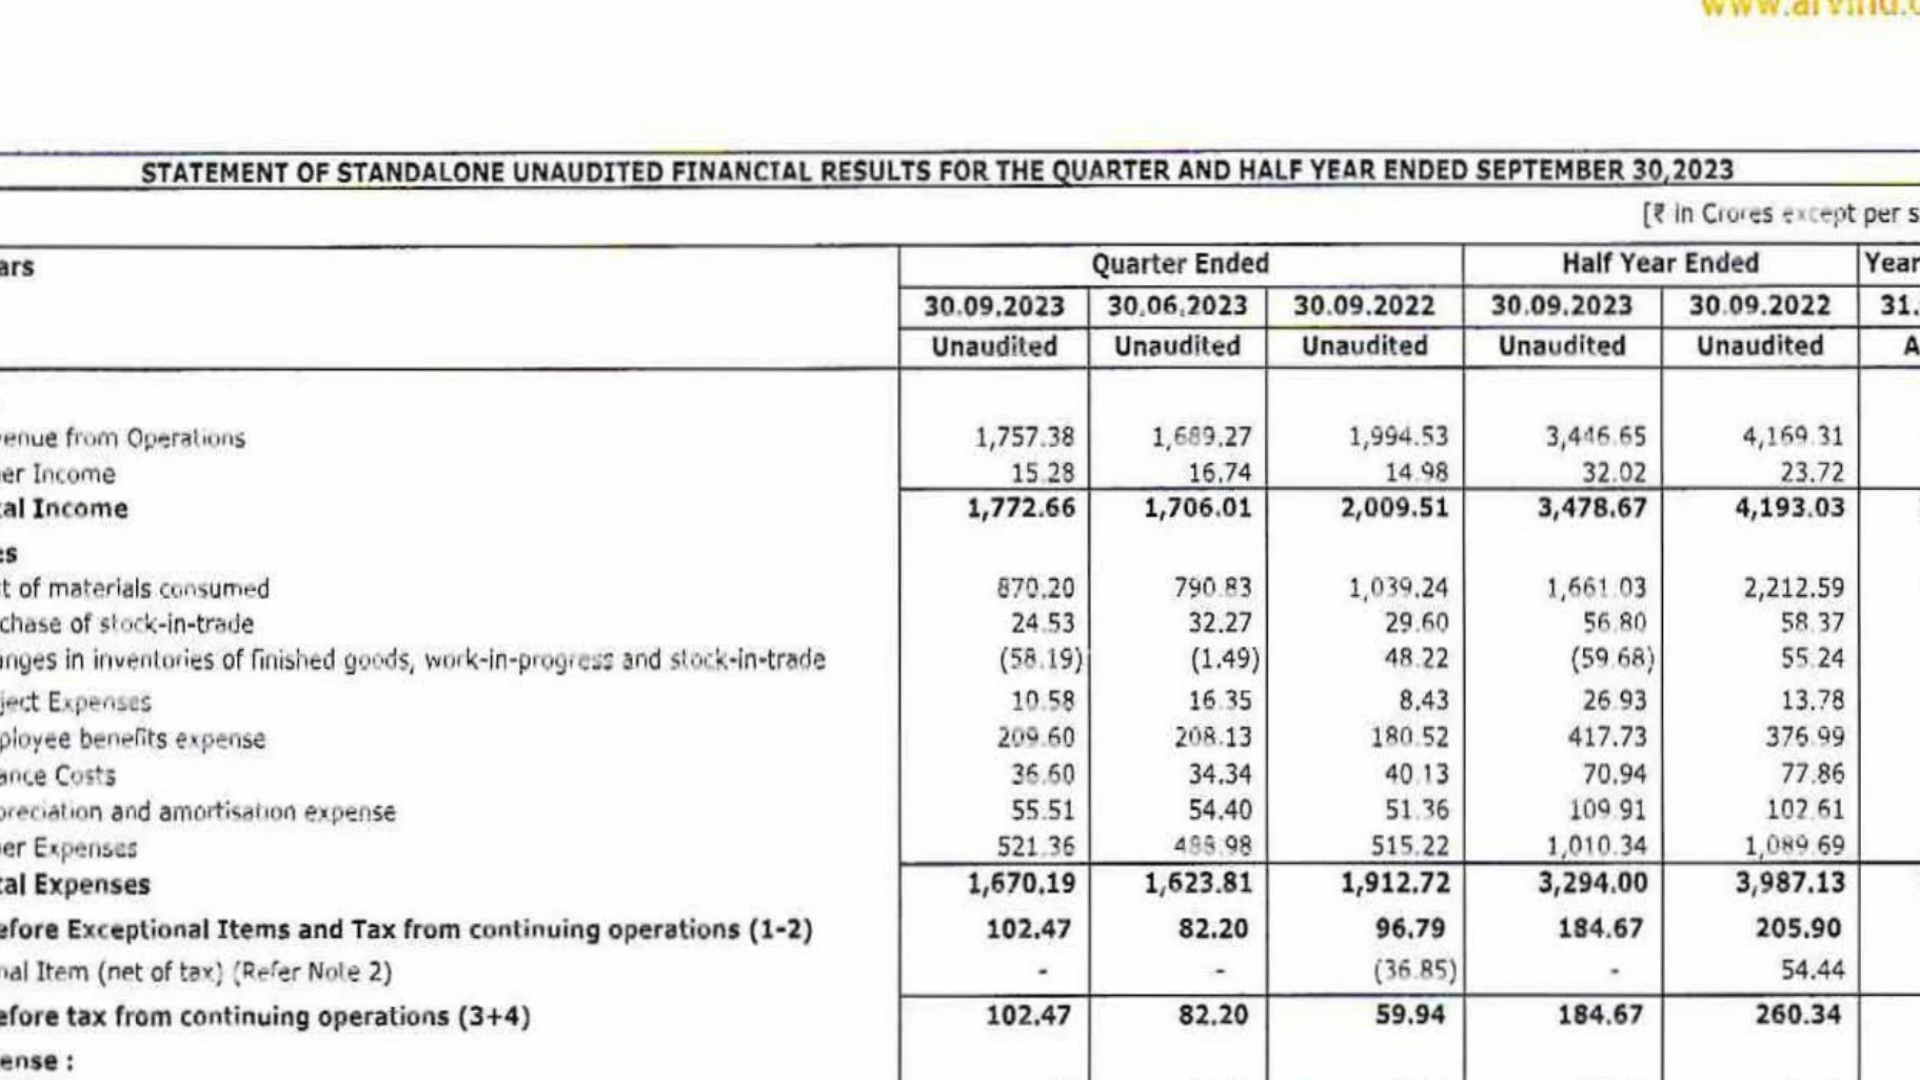 www.arvind.c
STATEMENT OF STANDALONE UNAUDITED FINANCIAL RESULTS FOR THE QUARTER AND HALF YEAR ENDED SEPTEMBER 30,2023
[₹ in Crores except per s
ars Quarter Ended Half Year Ended Year
30.09.2023 30.06.2023 30.09.2022 30.09.2023 30.09.2022 31.
Unaudited Unaudited Unaudited Unaudited Unaudited A
enue from Operations 1,757.38 1,689.27 1,994.53 3,446.65 4,169.31
er Income 15.28 16.74 14.98 32.02 23.72
al Income 1,772.66 1,706.01 2,009.51 3,478.67 4,193.03
es
t of materials consumed 870.20 790.83 1,039.24 1,661.03 2,212.59
chase of stock-in-trade 24.53 32.27 29.60 56.80 58.37
nges in inventories of finished goods, work-in-progress and stock-in-trade (58.19) (1.49) 48.22 (59.68) 55.24
ject Expenses 10.58 16.35 8.43 26.93 13.78
ployee benefits expense 209.60 208.13 180.52 417.73 376.99
ance Costs 36.60 34.34 40.13 70.94 77.86
preciation and amortisation expense 55.51 54.40 51.36 109.91 102.61
er Expenses 521.36 488.98 515.22 1,010.34 1,089.69
tal Expenses 1,670.19 1,623.81 1,912.72 3,294.00 3,987.13
efore Exceptional Items and Tax from continuing operations (1-2) 102.47 82.20 96.79 184.67 205.90
nal Item (net of tax) (Refer Note 2) - - (36.85) - 54.44
efore tax from continuing operations (3+4) 102.47 82.20 59.94 184.67 260.34
ense :